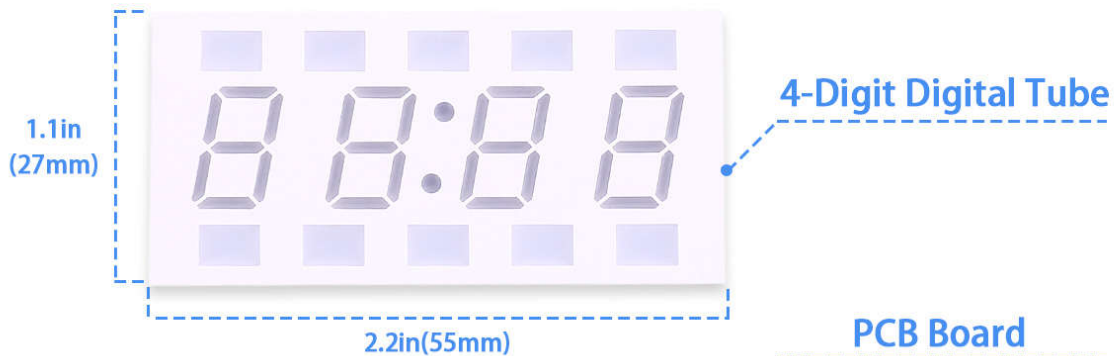 4-Digit Digital Tube
1.1in
(27mm)
2.2in(55mm)
PCB Board